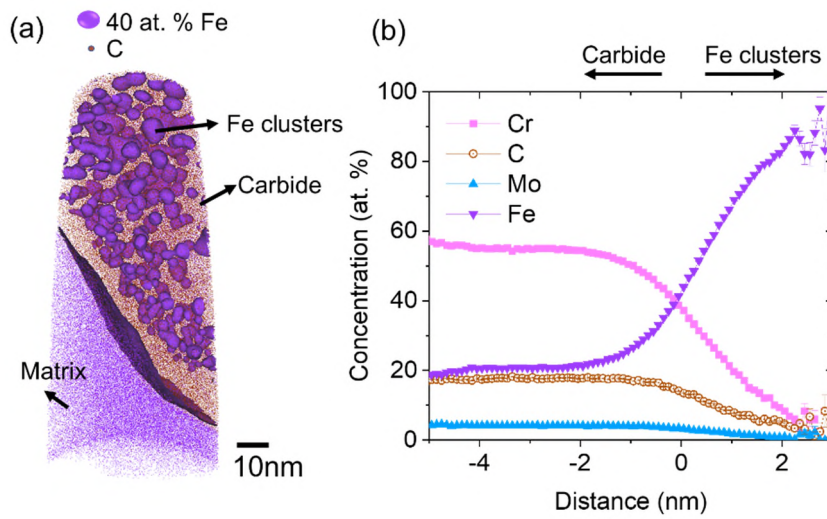 (a)
40 at. % Fe
C
Fe clusters
Carbide
Matrix
10nm
(b)
Carbide
Fe clusters
100
80
60
40
20
0
Concentration (at. %)
Cr
C
Mo
Fe
-4
-2
0
2
Distance (nm)